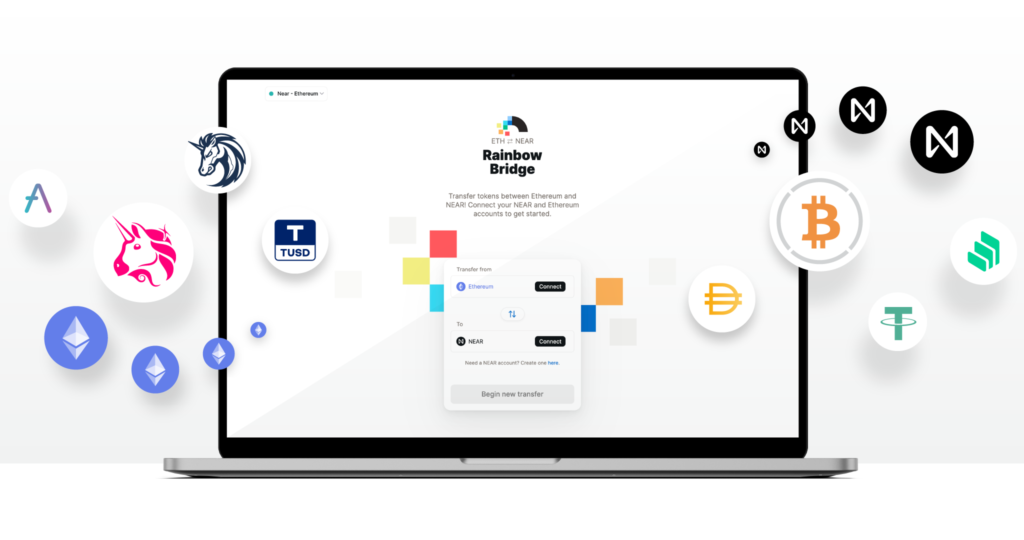 Near - Ethereum
ETH ⇄ NEAR
Rainbow
Bridge
Transfer tokens between Ethereum and
NEAR! Connect your NEAR and Ethereum
accounts to get started.
T
TUSD
Transfer from
Ethereum
Connect
To
NEAR
Connect
Need a NEAR account? Create one here.
Begin new transfer